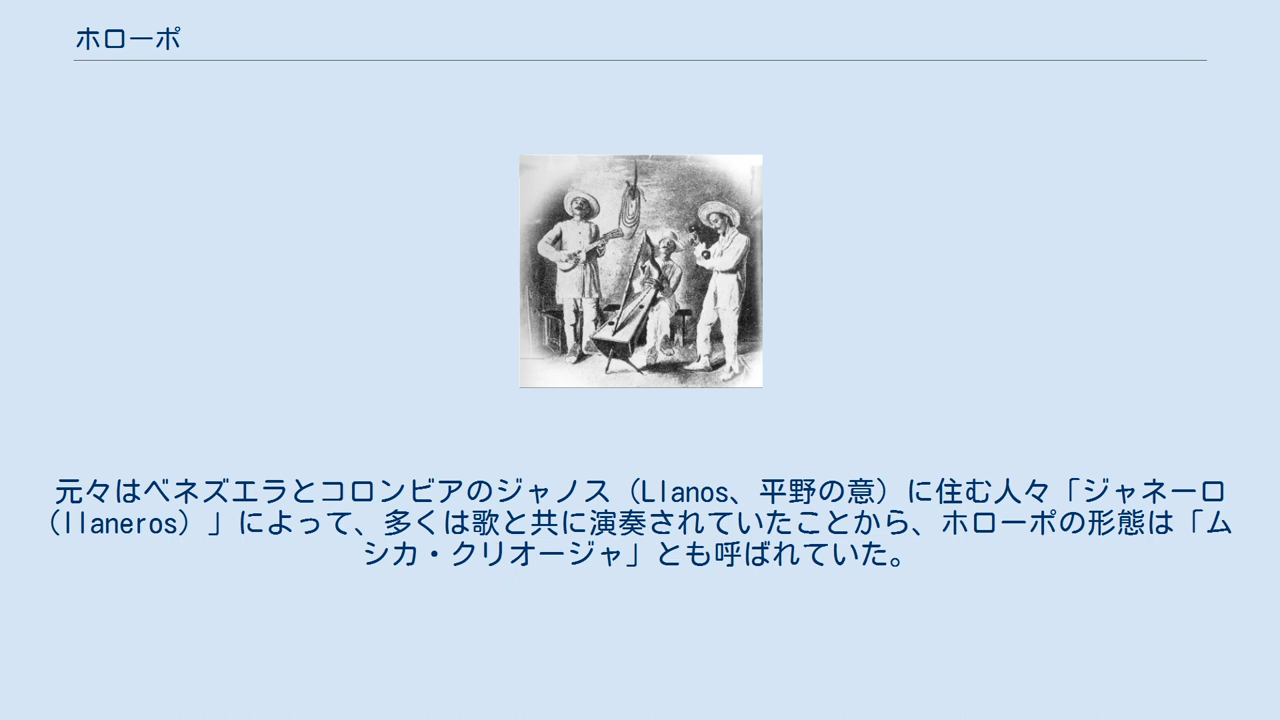 ホローポ
元々はベネズエラとコロンビアのジャノス（Llanos、平野の意）に住む人々「ジャネーロ
（llaneros）」によって、多くは歌と共に演奏されていたことから、ホローポの形態は「ム
シカ・クリオージャ」とも呼ばれていた。